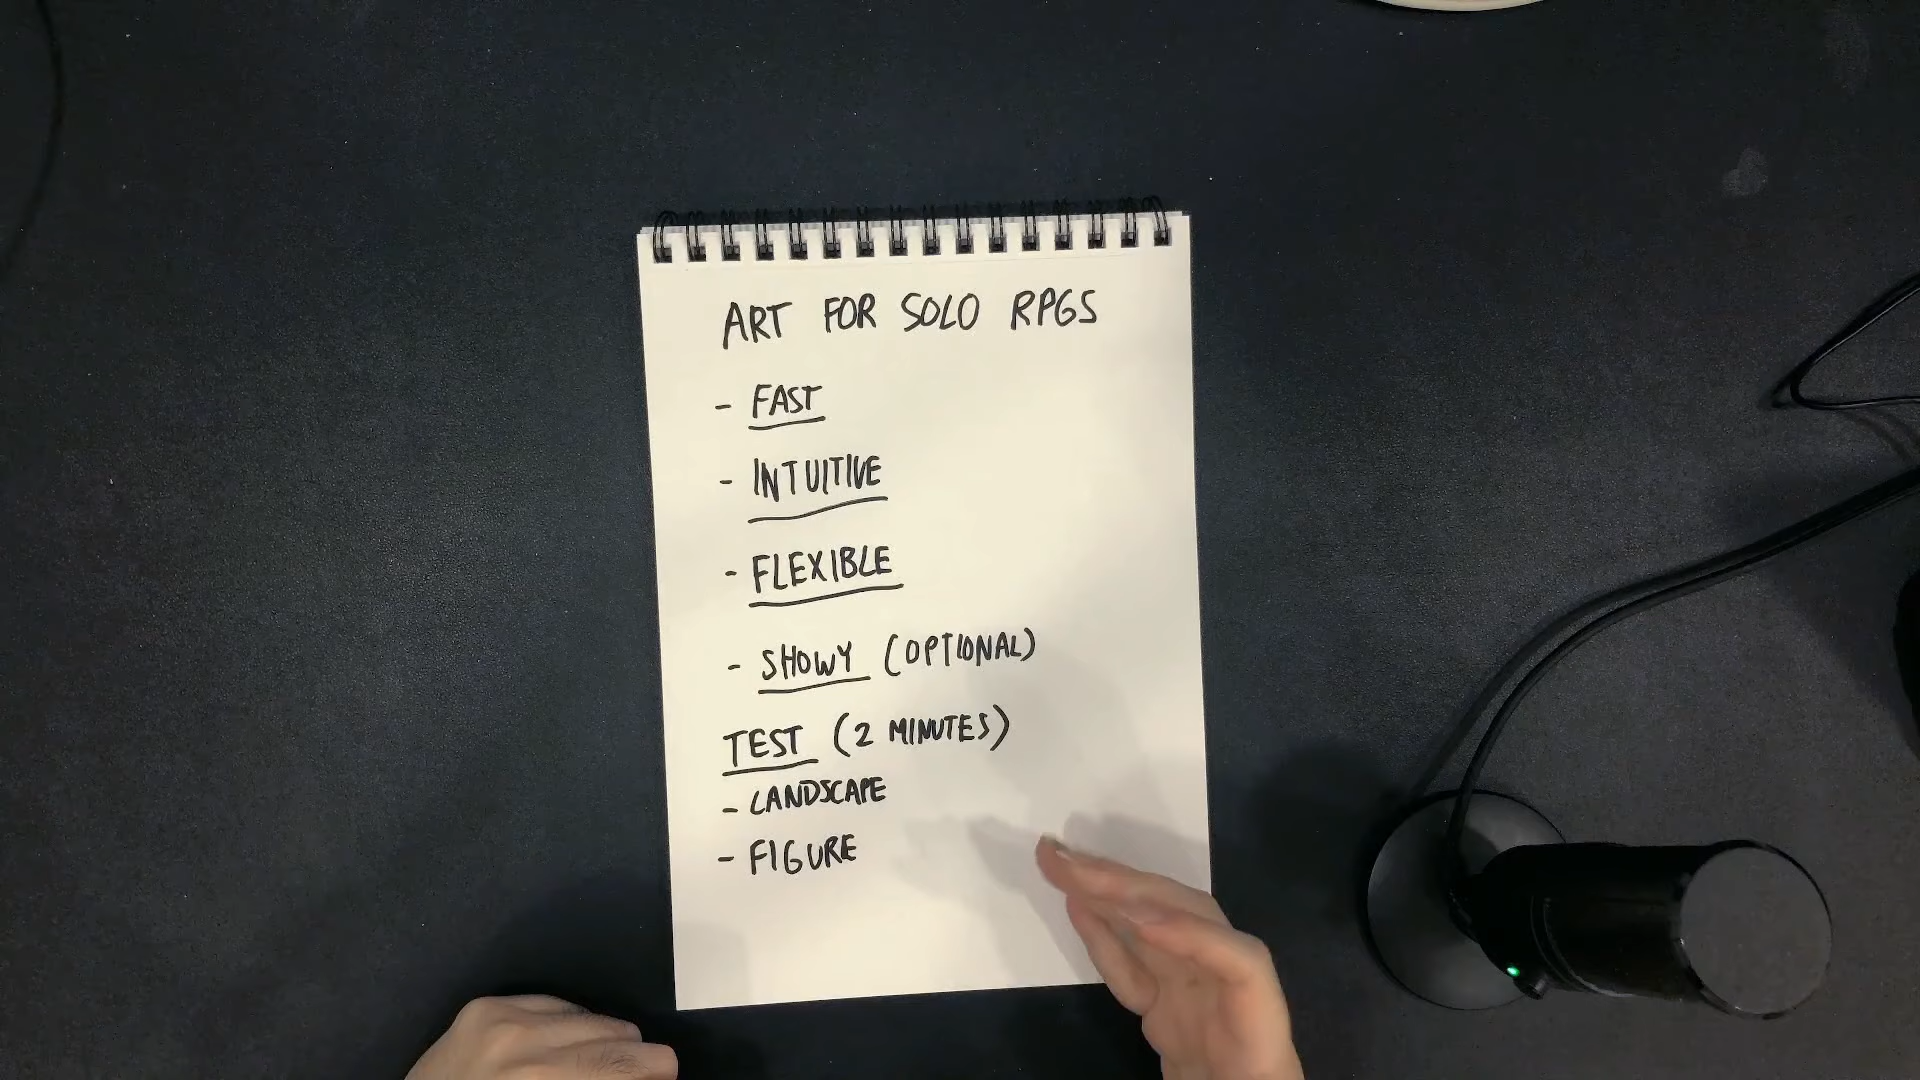 ART FOR SOLO RPGS
- FAST
- INTUITIVE
- FLEXIBLE
- SHOWY (OPTIONAL)
TEST (2 MINUTES)
- LANDSCAPE
- FIGURE